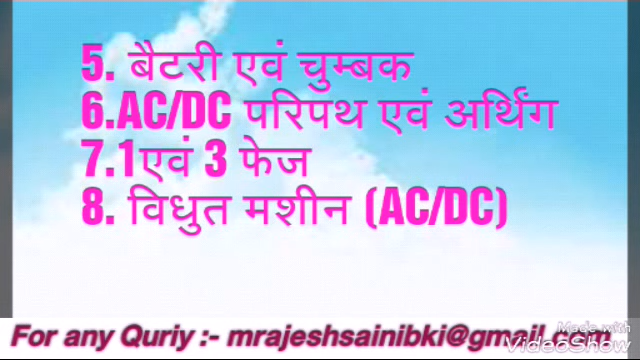 5. बैटरी एवं चुम्बक
6.AC/DC परिपथ एवं अर्थिंग
7.1एवं 3 फेज
8. विधुत मशीन (AC/DC)
Made with
For any Quriy :- mrajeshsainibki@gmail.com
VideoShow